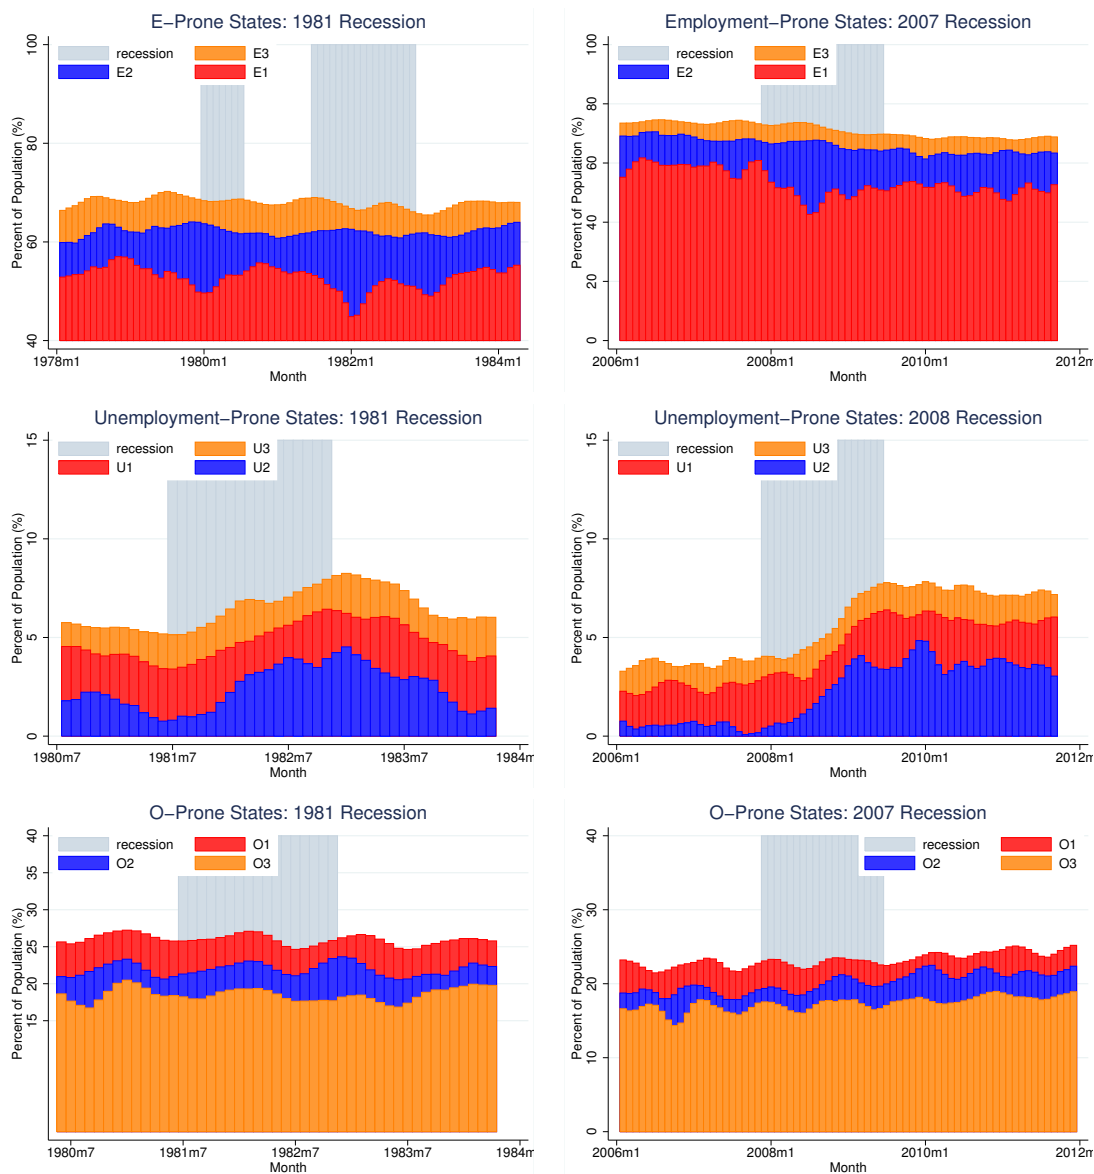 E−Prone States: 1981 Recession
recession
E3
E2
E1
Percent of Population (%)
100
80
60
40
1978m1
1980m1
1982m1
1984m1
Month
Employment−Prone States: 2007 Recession
recession
E3
E2
E1
Percent of Population (%)
100
80
60
40
20
0
2006m1
2008m1
2010m1
2012m
Month
Unemployment−Prone States: 1981 Recession
recession
U3
U1
U2
Percent of Population (%)
15
10
5
0
1980m7
1981m7
1982m7
1983m7
1984m
Month
Unemployment−Prone States: 2008 Recession
recession
U3
U1
U2
Percent of Population (%)
15
10
5
0
2006m1
2008m1
2010m1
2012m
Month
O−Prone States: 1981 Recession
recession
O1
O2
O3
Percent of Population (%)
40
35
30
25
20
15
1980m7
1981m7
1982m7
1983m7
1984m
Month
O−Prone States: 2007 Recession
recession
O1
O2
O3
Percent of Population (%)
40
30
20
10
0
2006m1
2008m1
2010m1
2012m
Month